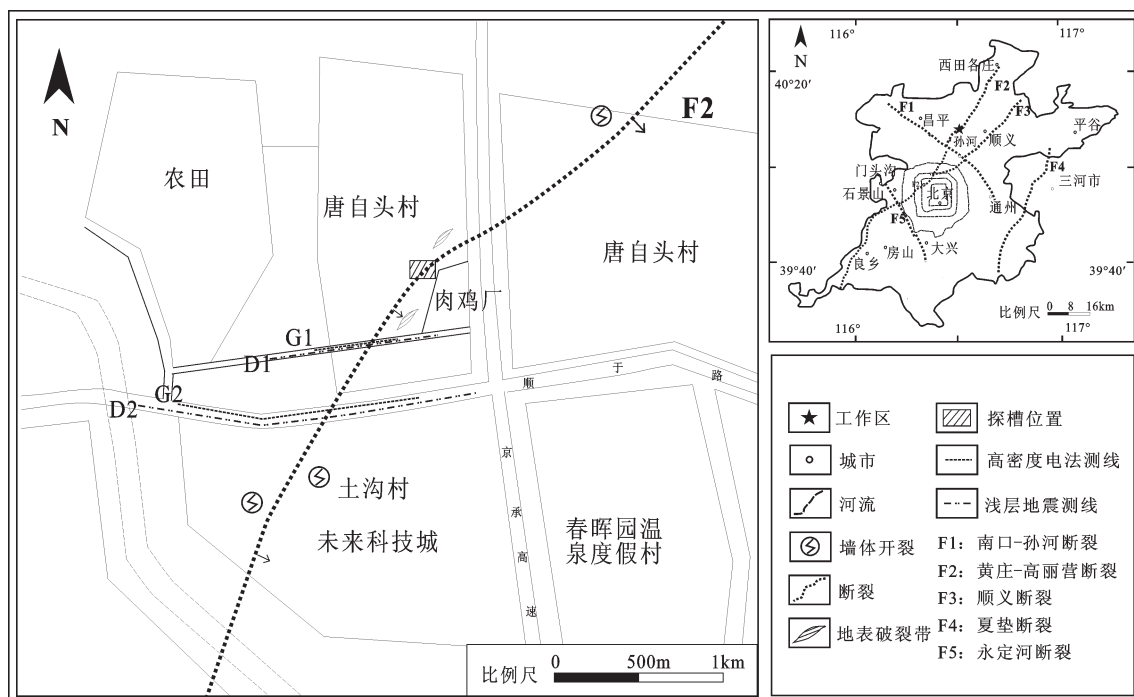 N
F2
农田
唐自头村
唐自头村
肉鸡厂
G1
D1
G2
D2
顺于路
京承高速
土沟村
未来科技城
春晖园温
泉度假村
比例尺
0 500m 1km
116° 117°
N
40°20′
西田各庄
F2
F1
F3
昌平
平谷
孙河
顺义
门头沟
F4
石景山
北京
三河市
通州
F5
大兴
房山
良乡
39°40′ 39°40′
比例尺
0 8 16km
116° 117°
工作区
探槽位置
城市
高密度电法测线
河流
浅层地震测线
墙体开裂
F1：南口-孙河断裂
F2：黄庄-高丽营断裂
断裂
F3：顺义断裂
F4：夏垫断裂
地表破裂带
F5：永定河断裂